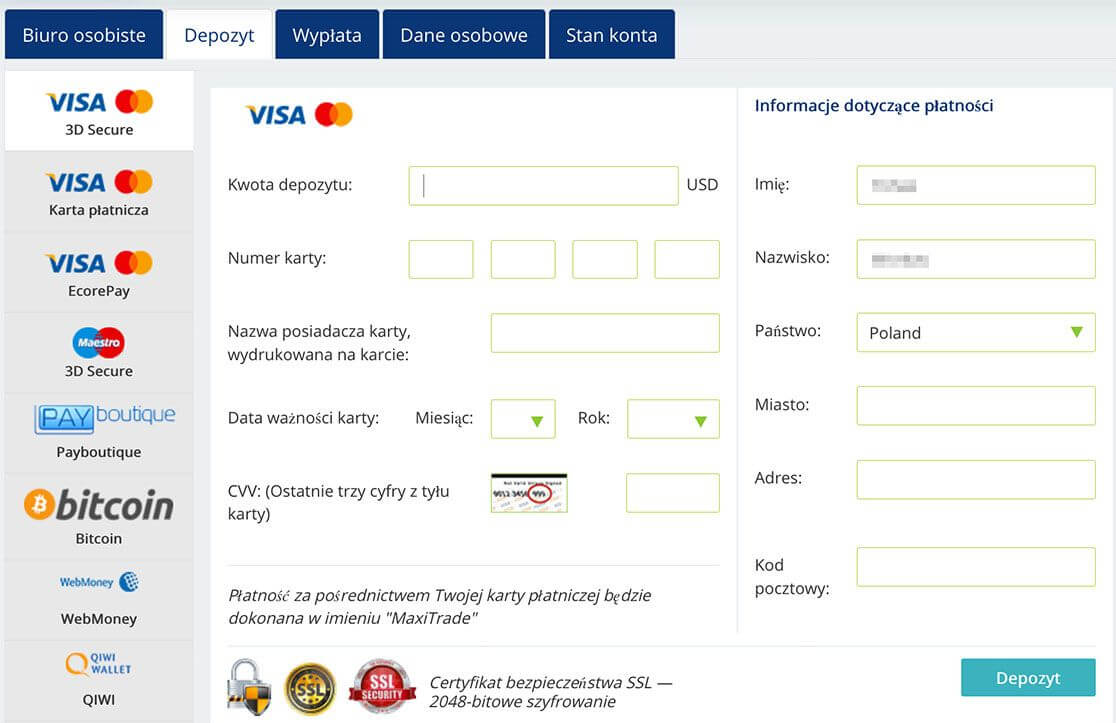 Biuro osobiste
Depozyt
Wypłata
Dane osobowe
Stan konta
VISA
3D Secure
VISA
Karta płatnicza
VISA
EcorePay
Maestro
3D Secure
PAYboutique
Payboutique
bitcoin
Bitcoin
WebMoney
WebMoney
QIWI
WALLET
QIWI
VISA
Kwota depozytu:
USD
Numer karty:
Nazwa posiadacza karty,
wydrukowana na karcie:
Data ważności karty:
Miesiąc:
Rok:
CVV: (Ostatnie trzy cyfry z tyłu
karty)
Płatność za pośrednictwem Twojej karty płatniczej będzie
dokonana w imieniu "MaxiTrade"
SSL
SSL
SECURITY
Certyfikat bezpieczeństwa SSL —
2048-bitowe szyfrowanie
Informacje dotyczące płatności
Imię:
Nazwisko:
Państwo:
Poland
Miasto:
Adres:
Kod
pocztowy:
Depozyt